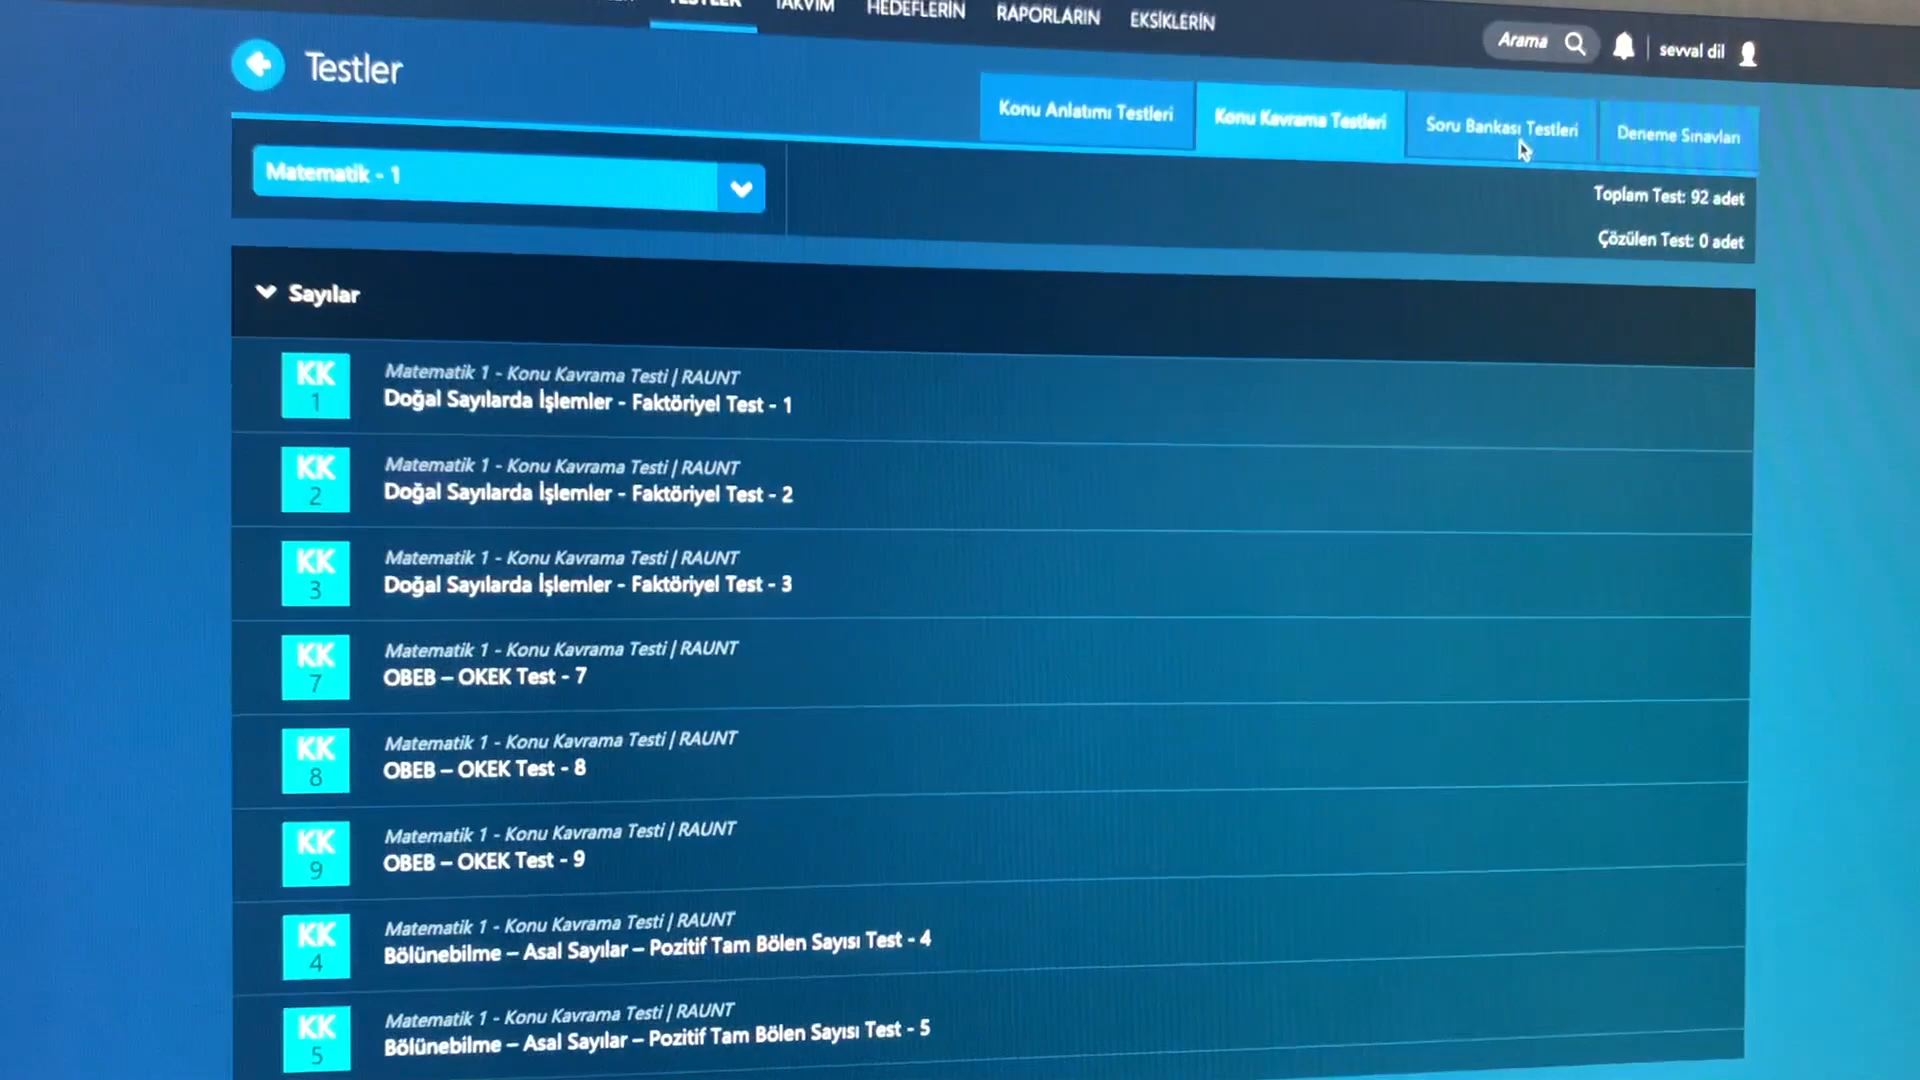 TESTLER
TAKVİM
HEDEFLERİN
RAPORLARIN
EKSİKLERİN
Arama
sevval dil
Testler
Konu Anlatımı Testleri
Konu Kavrama Testleri
Soru Bankası Testleri
Deneme Sınavları
Matematik - 1
Toplam Test: 92 adet
Çözülen Test: 0 adet
Sayılar
KK
1
Matematik 1 - Konu Kavrama Testi | RAUNT
Doğal Sayılarda İşlemler - Faktöriyel Test - 1
KK
2
Matematik 1 - Konu Kavrama Testi | RAUNT
Doğal Sayılarda İşlemler - Faktöriyel Test - 2
KK
3
Matematik 1 - Konu Kavrama Testi | RAUNT
Doğal Sayılarda İşlemler - Faktöriyel Test - 3
KK
7
Matematik 1 - Konu Kavrama Testi | RAUNT
OBEB – OKEK Test - 7
KK
8
Matematik 1 - Konu Kavrama Testi | RAUNT
OBEB – OKEK Test - 8
KK
9
Matematik 1 - Konu Kavrama Testi | RAUNT
OBEB – OKEK Test - 9
KK
4
Matematik 1 - Konu Kavrama Testi | RAUNT
Bölünebilme – Asal Sayılar – Pozitif Tam Bölen Sayısı Test - 4
KK
5
Matematik 1 - Konu Kavrama Testi | RAUNT
Bölünebilme – Asal Sayılar – Pozitif Tam Bölen Sayısı Test - 5